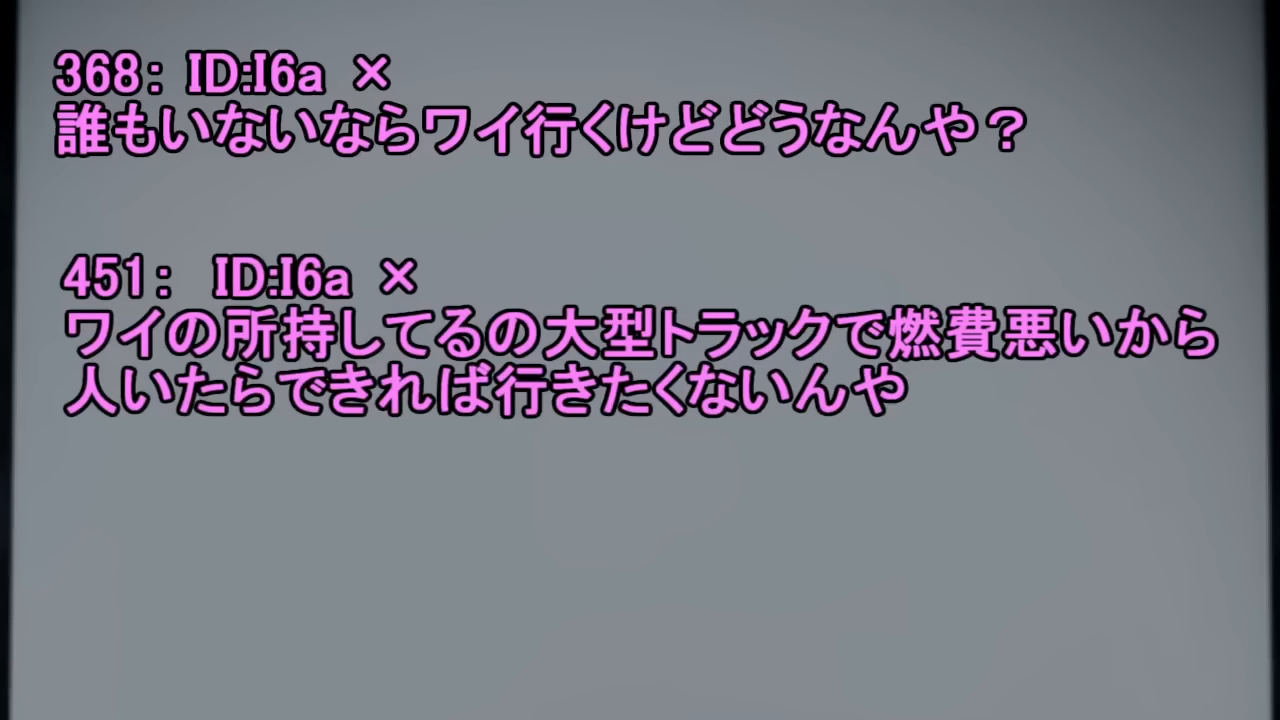 368： ID:I6a ×
誰もいないならワイ行くけどどうなんや？
451： ID:I6a ×
ワイの所持してるの大型トラックで燃費悪いから
人いたらできれば行きたくないんや